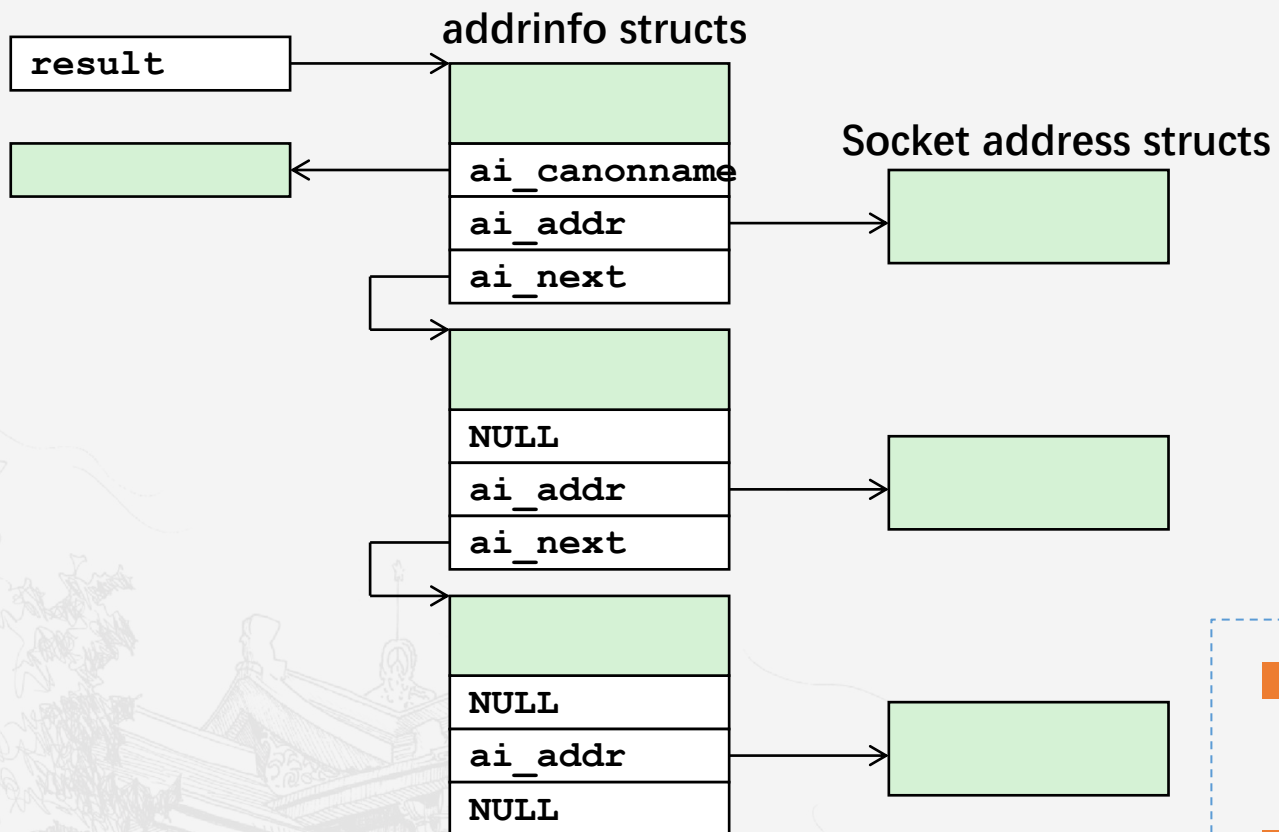 addrinfo structs
result
Socket address structs
ai_canonname
ai_addr
ai_next
NULL
ai_addr
ai_next
NULL
ai_addr
NULL